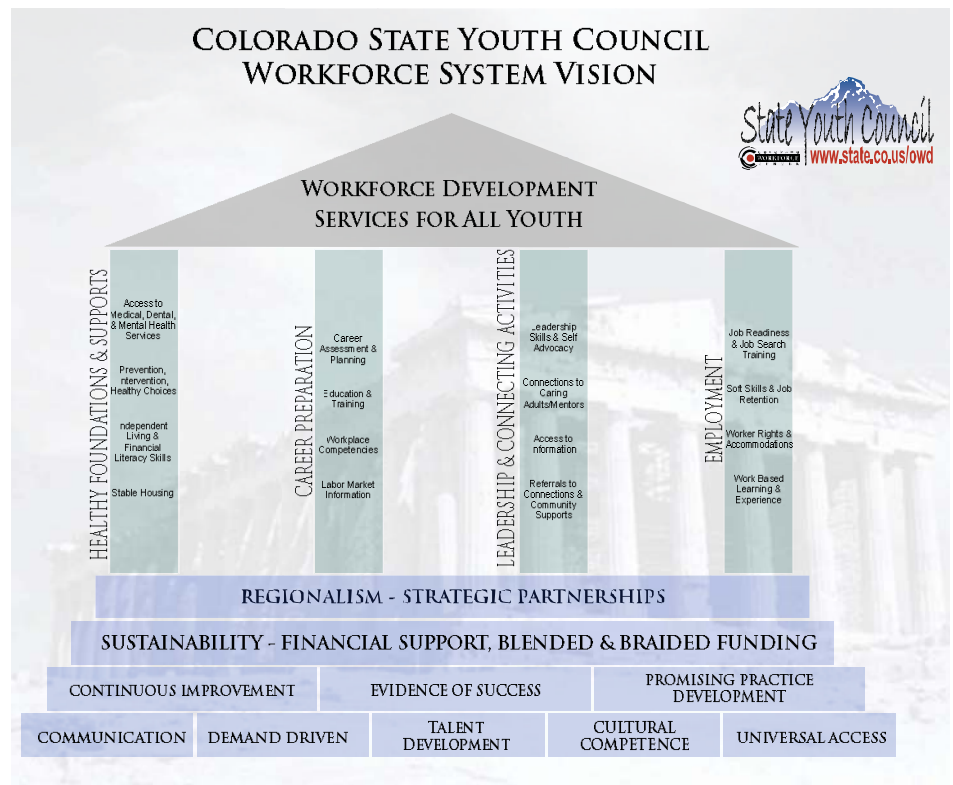 COLORADO STATE YOUTH COUNCIL
WORKFORCE SYSTEM VISION
State Youth Council
WORKFORCE
www.state.co.us/owd
WORKFORCE DEVELOPMENT
SERVICES FOR ALL YOUTH
HEALTHY FOUNDATIONS & SUPPORTS
Access to
Medical, Dental,
& Mental Health
Services
Prevention,
Intervention,
Healthy Choices
Independent
Living &
Financial
Literacy Skills
Stable Housing
CAREER PREPARATION
Career
Assessment &
Planning
Education &
Training
Workplace
Competencies
Labor Market
Information
LEADERSHIP & CONNECTING ACTIVITIES
Leadership
Skills & Self
Advocacy
Connections to
Caring
Adults/Mentors
Access to
Information
Referrals to
Connections &
Community
Supports
EMPLOYMENT
Job Readiness
& Job Search
Training
Soft Skills & Job
Retention
Worker Rights &
Accommodations
Work Based
Learning &
Experience
REGIONALISM - STRATEGIC PARTNERSHIPS
SUSTAINABILITY - FINANCIAL SUPPORT, BLENDED & BRAIDED FUNDING
CONTINUOUS IMPROVEMENT
EVIDENCE OF SUCCESS
PROMISING PRACTICE
DEVELOPMENT
COMMUNICATION
DEMAND DRIVEN
TALENT
DEVELOPMENT
CULTURAL
COMPETENCE
UNIVERSAL ACCESS